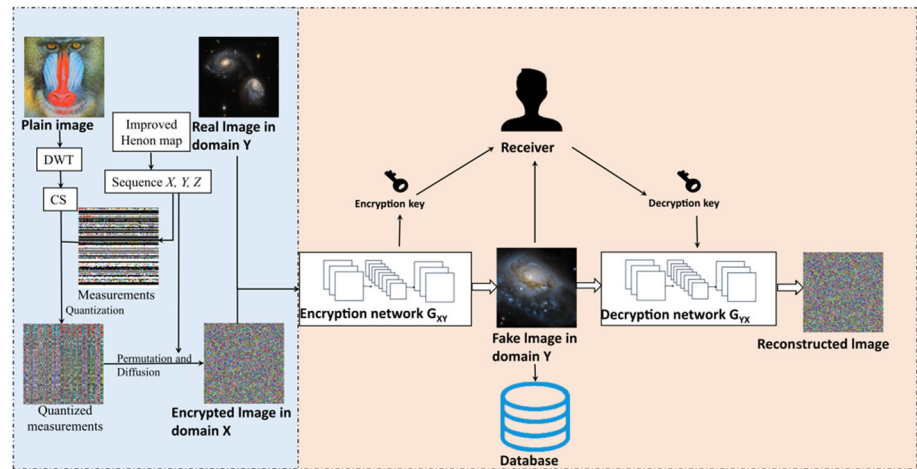 Plain image
Improved
Henon map
Real Image in
domain Y
DWT
Sequence X, Y, Z
CS
Measurements
Quantization
Permutation and
Diffusion
Quantized
measurements
Encrypted Image in
domain X
Receiver
Encryption key
Decryption key
Encryption network G_XY
Fake Image in
domain Y
Decryption network G_YX
Reconstructed Image
Database